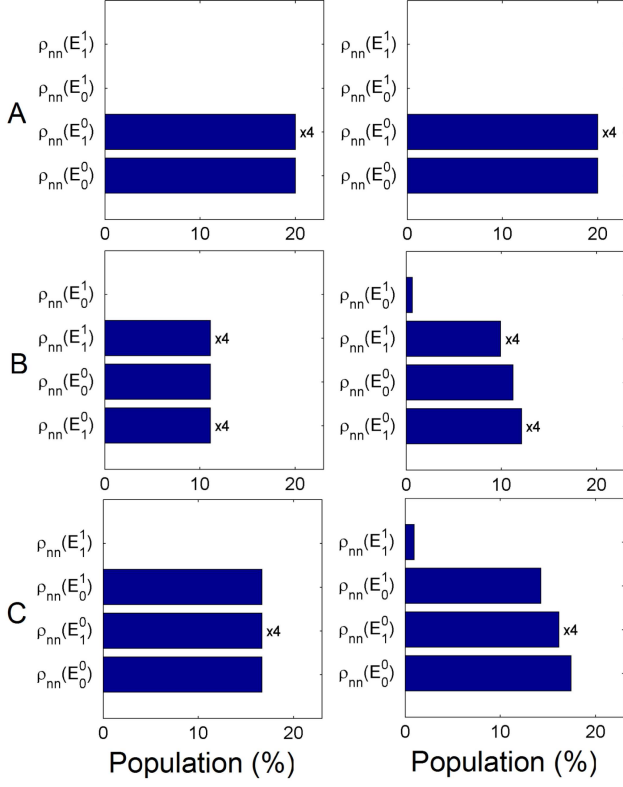 A
ρnn(E₁¹)
ρnn(E₀¹)
ρnn(E₁⁰) x4
ρnn(E₀⁰)
0 10 20
ρnn(E₁¹)
ρnn(E₀¹)
ρnn(E₁⁰) x4
ρnn(E₀⁰)
0 10 20
B
ρnn(E₀¹)
ρnn(E₁¹) x4
ρnn(E₀⁰)
ρnn(E₁⁰) x4
0 10 20
ρnn(E₀¹)
ρnn(E₁¹) x4
ρnn(E₀⁰)
ρnn(E₁⁰) x4
0 10 20
C
ρnn(E₁¹)
ρnn(E₀¹)
ρnn(E₁⁰) x4
ρnn(E₀⁰)
0 10 20
Population (%)
ρnn(E₁¹)
ρnn(E₀¹)
ρnn(E₁⁰) x4
ρnn(E₀⁰)
0 10 20
Population (%)